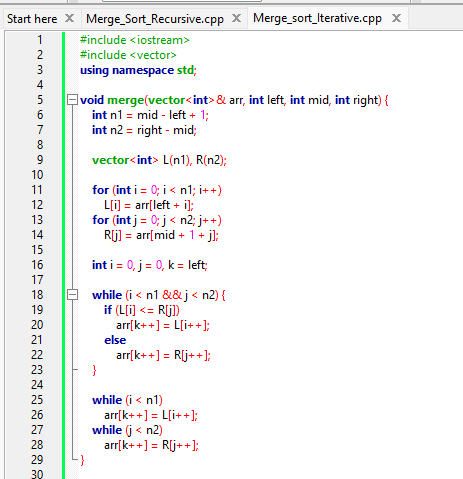 Start here X Merge_Sort_Recursive.cpp X Merge_sort_Iterative.cpp X
1 #include <iostream>
2 #include <vector>
3 using namespace std;
4
5 void merge(vector<int>& arr, int left, int mid, int right) {
6 int n1 = mid - left + 1;
7 int n2 = right - mid;
8
9 vector<int> L(n1), R(n2);
10
11 for (int i = 0; i < n1; i++)
12 L[i] = arr[left + i];
13 for (int j = 0; j < n2; j++)
14 R[j] = arr[mid + 1 + j];
15
16 int i = 0, j = 0, k = left;
17
18 while (i < n1 && j < n2) {
19 if (L[i] <= R[j])
20 arr[k++] = L[i++];
21 else
22 arr[k++] = R[j++];
23 }
24
25 while (i < n1)
26 arr[k++] = L[i++];
27 while (j < n2)
28 arr[k++] = R[j++];
29 }
30